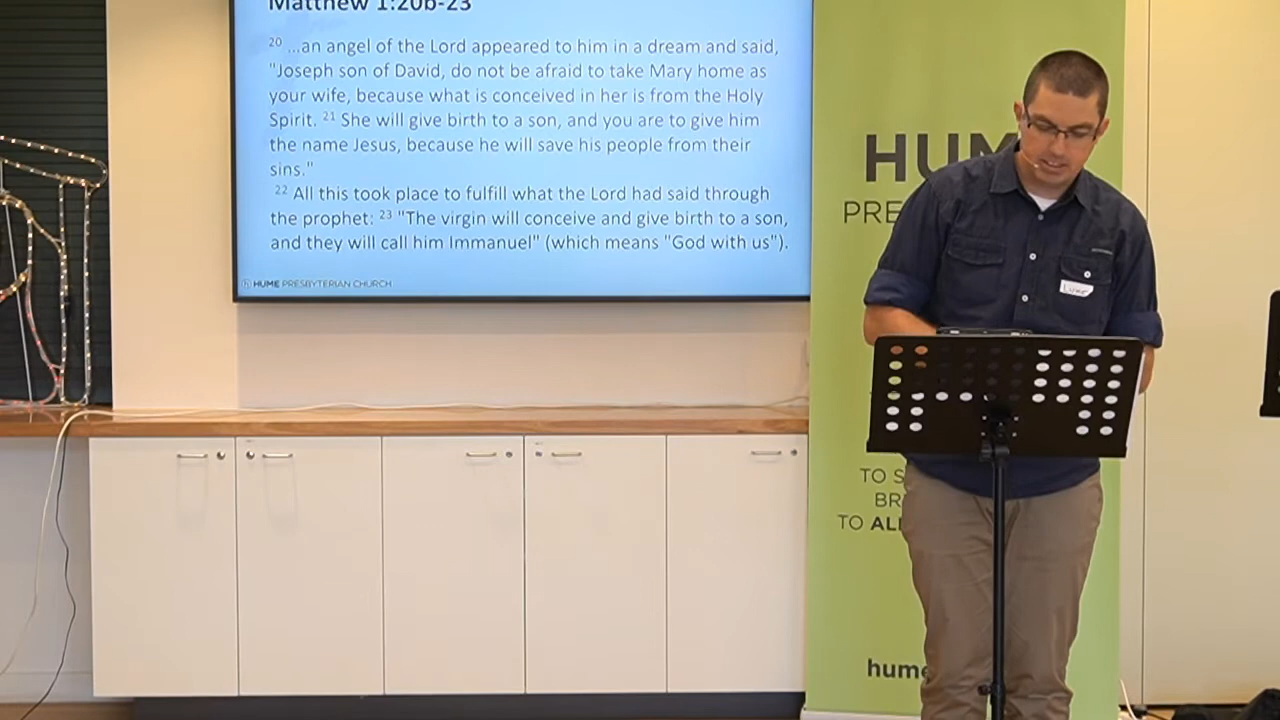 Matthew 1:20b-23
20 ...an angel of the Lord appeared to him in a dream and said,
"Joseph son of David, do not be afraid to take Mary home as
your wife, because what is conceived in her is from the Holy
Spirit. 21 She will give birth to a son, and you are to give him
the name Jesus, because he will save his people from their
sins."
22 All this took place to fulfill what the Lord had said through
the prophet: 23 "The virgin will conceive and give birth to a son,
and they will call him Immanuel" (which means "God with us").
HUME PRESBYTERIAN CHURCH
HUM
PRE
TO S
BR
TO ALL
hume
Luke